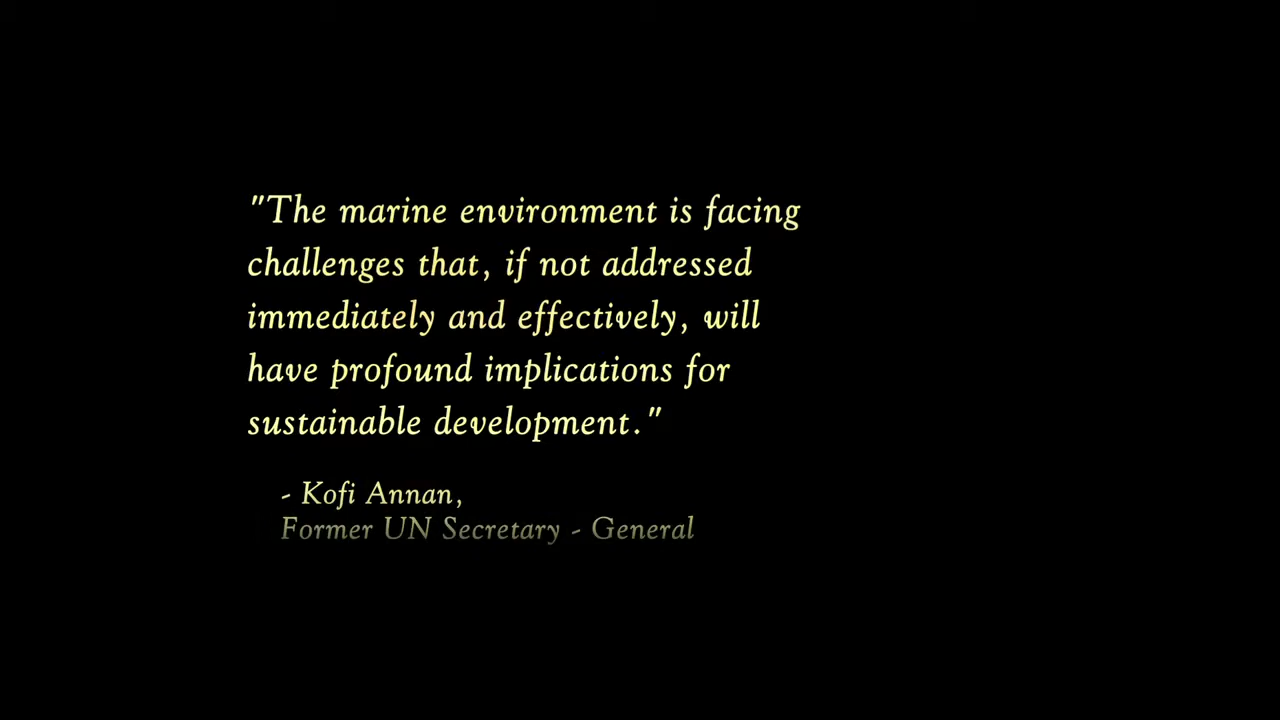 "The marine environment is facing
challenges that, if not addressed
immediately and effectively, will
have profound implications for
sustainable development."
- Kofi Annan,
Former UN Secretary - General